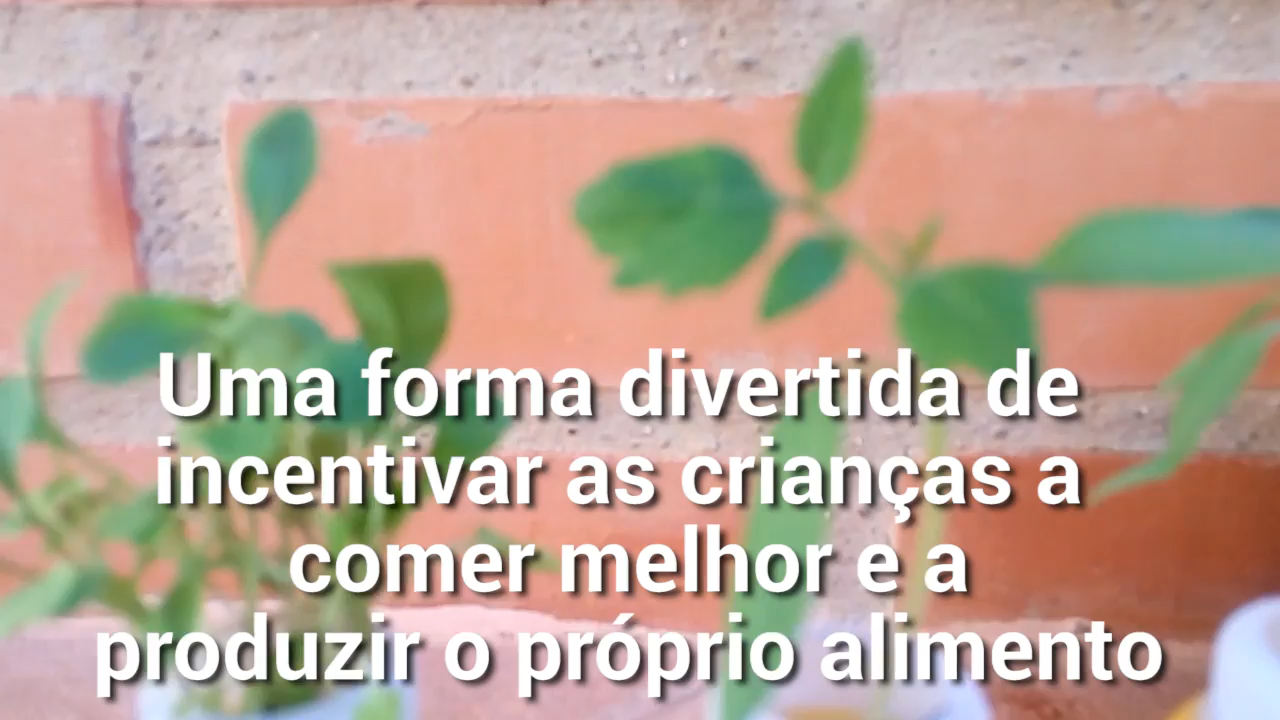 Uma forma divertida de
incentivar as crianças a
comer melhor e a
produzir o próprio alimento